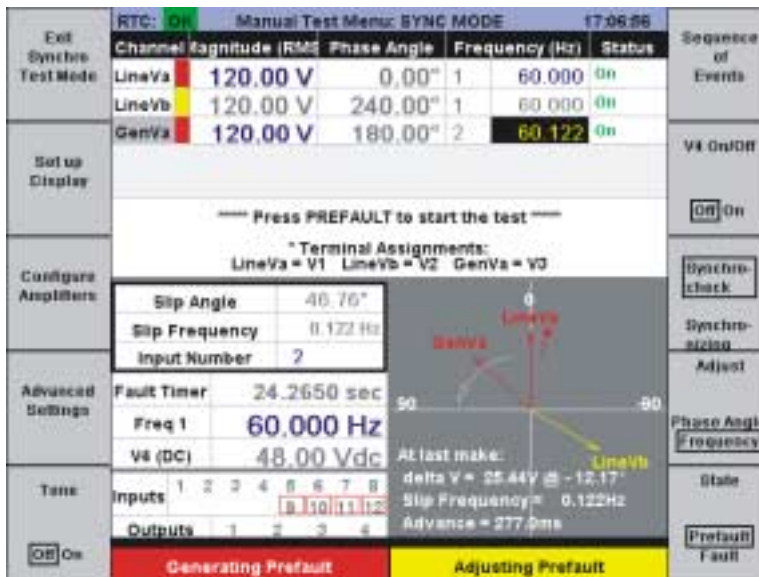 Exit
Synchro
Test Mode
Set up
Display
Configure
Amplifiers
Advanced
Settings
Tone
Off On
RTC: OK Manual Test Menu: SYNC MODE 17:06:56
Channel Magnitude (RMS Phase Angle Frequency (Hz) Status
LineVa 120.00 V 0.00° 1 60.000 On
LineVb 120.00 V 240.00° 1 60.000 On
GenVa 120.00 V 180.00° 2 60.122 On
Press PREFAULT to start the test
* Terminal Assignments:
LineVa = V1 LineVb = V2 GenVa = V3
Slip Angle 46.76°
Slip Frequency 0.122 Hz
Input Number 2
Fault Timer 24.2650 sec
Freq 1 60.000 Hz
V4 (DC) 48.00 Vdc
Inputs 1 2 3 4 5 6 7 8
9 10 11 12
Outputs 1 2 3 4
0
LineVa
GenVa
90 -90
LineVb
At last make:
delta V = 25.44V @ -12.17°
Slip Frequency = 0.122Hz
Advance = 277.0ms
Generating Prefault Adjusting Prefault
Sequence
of
Events
V4 On/Off
Off On
Synchro-
check
Synchro-
nizing
Adjust
Phase Angl
Frequency
State
Prefault
Fault